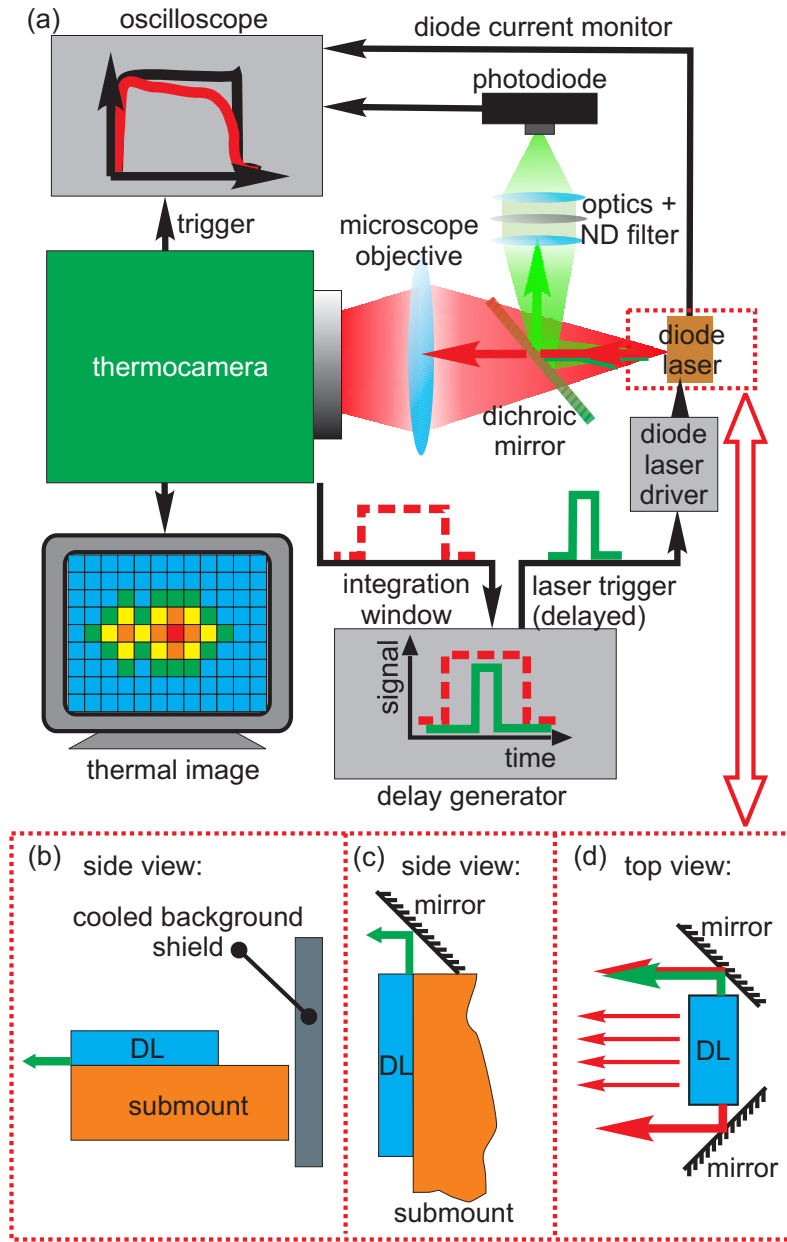 (a)
oscilloscope
diode current monitor
photodiode
trigger
microscope
objective
optics +
ND filter
thermocamera
diode
laser
dichroic
mirror
diode
laser
driver
integration
window
laser trigger
(delayed)
signal
time
thermal image
delay generator
(b) side view:
cooled background
shield
DL
submount
(c) side view:
mirror
DL
submount
(d) top view:
mirror
DL
mirror